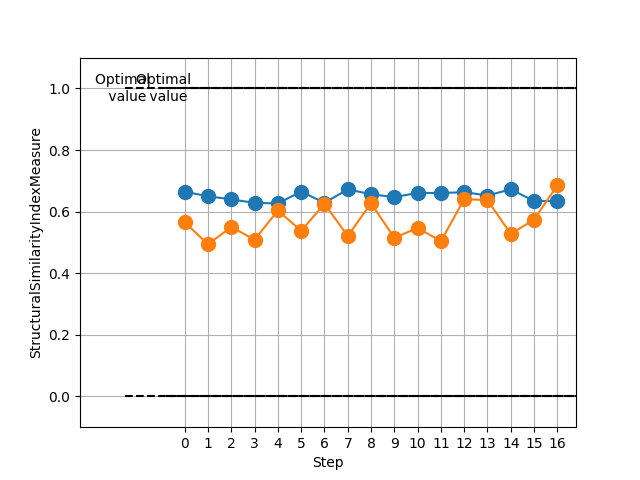 Optimal Optimal
value value
1.0
0.8
0.6
0.4
0.2
0.0
StructuralSimilarityIndexMeasure
0 1 2 3 4 5 6 7 8 9 10 11 12 13 14 15 16
Step